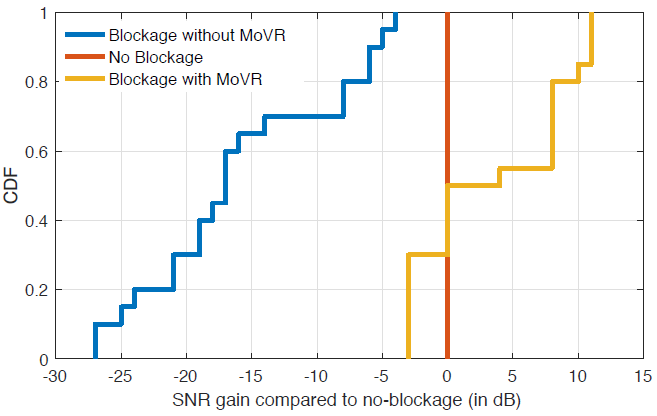 1
0.8
0.6
0.4
0.2
0
CDF
Blockage without MoVR
No Blockage
Blockage with MoVR
-30 -25 -20 -15 -10 -5 0 5 10 15
SNR gain compared to no-blockage (in dB)